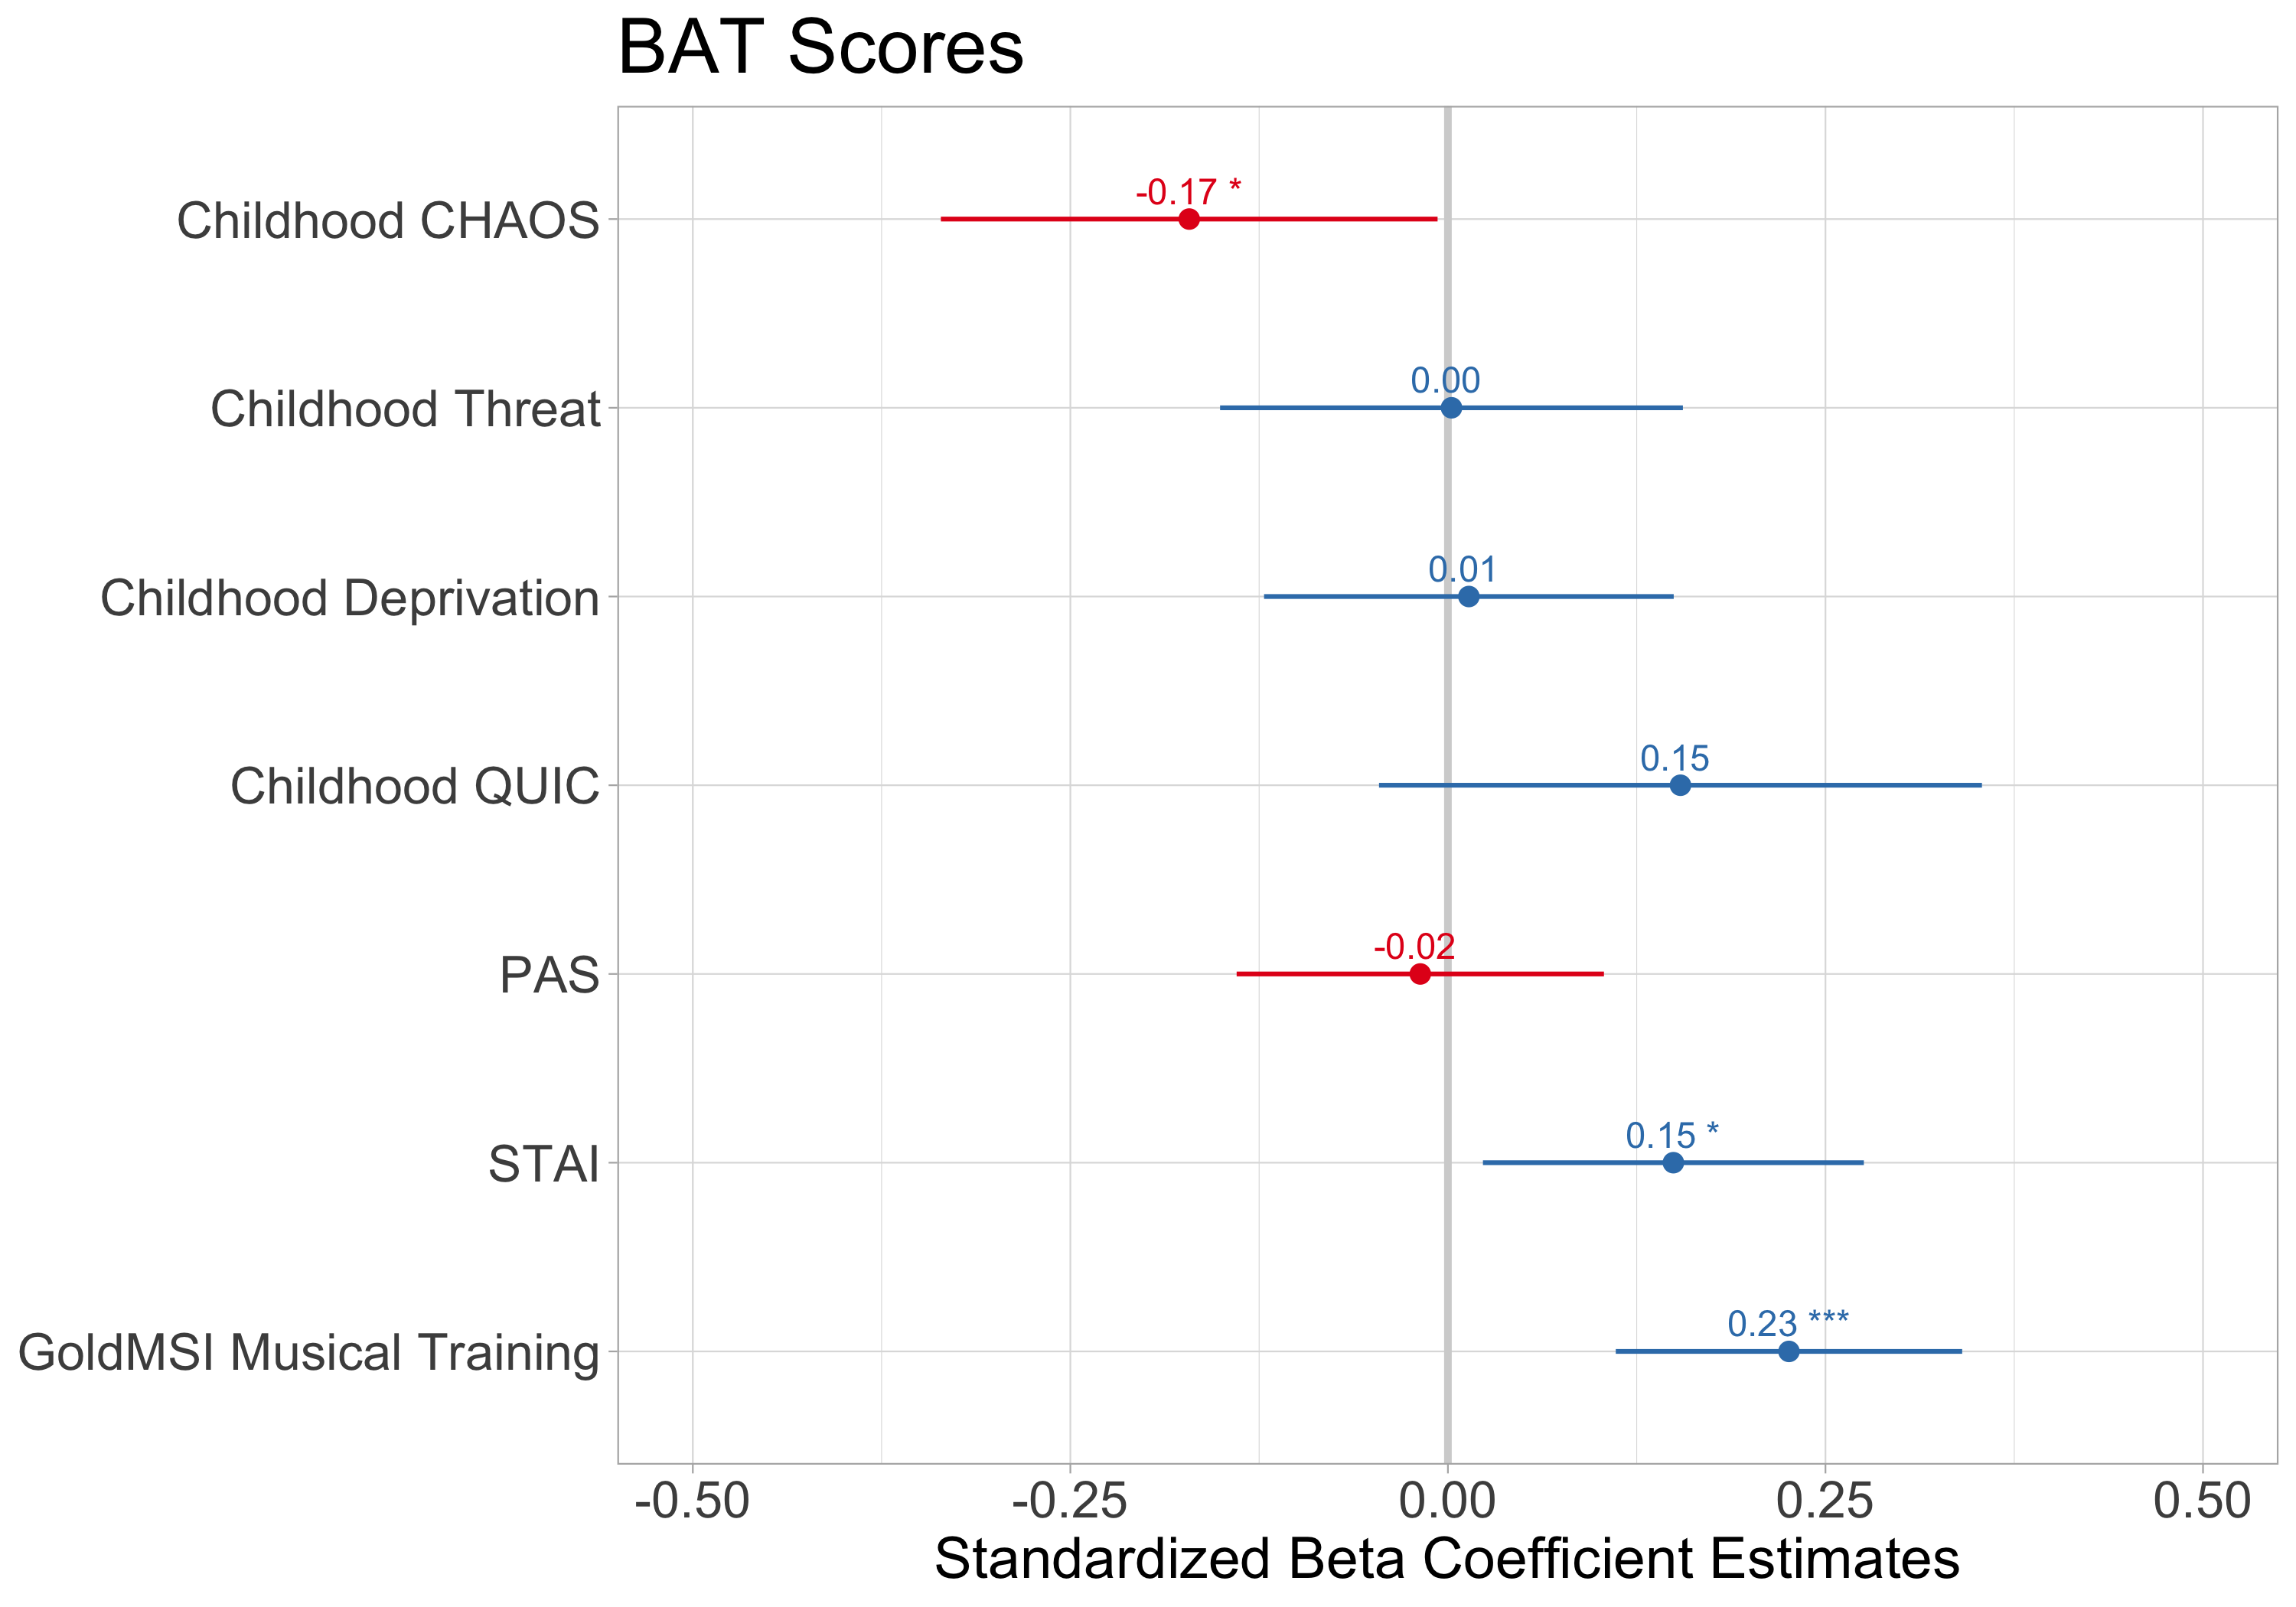 BAT Scores
Childhood CHAOS
-0.17 *
Childhood Threat
0.00
Childhood Deprivation
0.01
Childhood QUIC
0.15
PAS
-0.02
STAI
0.15 *
GoldMSI Musical Training
0.23 ***
-0.50 -0.25 0.00 0.25 0.50
Standardized Beta Coefficient Estimates